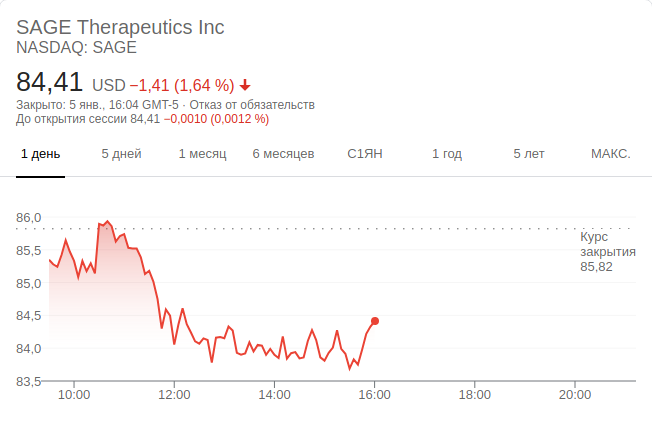 SAGE Therapeutics Inc
NASDAQ: SAGE
84,41 USD −1,41 (1,64 %)
Закрыто: 5 янв., 16:04 GMT-5 · Отказ от обязательств
До открытия сессии 84,41 −0,0010 (0,0012 %)
1 день 5 дней 1 месяц 6 месяцев С1ЯН 1 год 5 лет МАКС.
86,0
Курс
закрытия
85,82
85,5
85,0
84,5
84,0
83,5
10:00 12:00 14:00 16:00 18:00 20:00